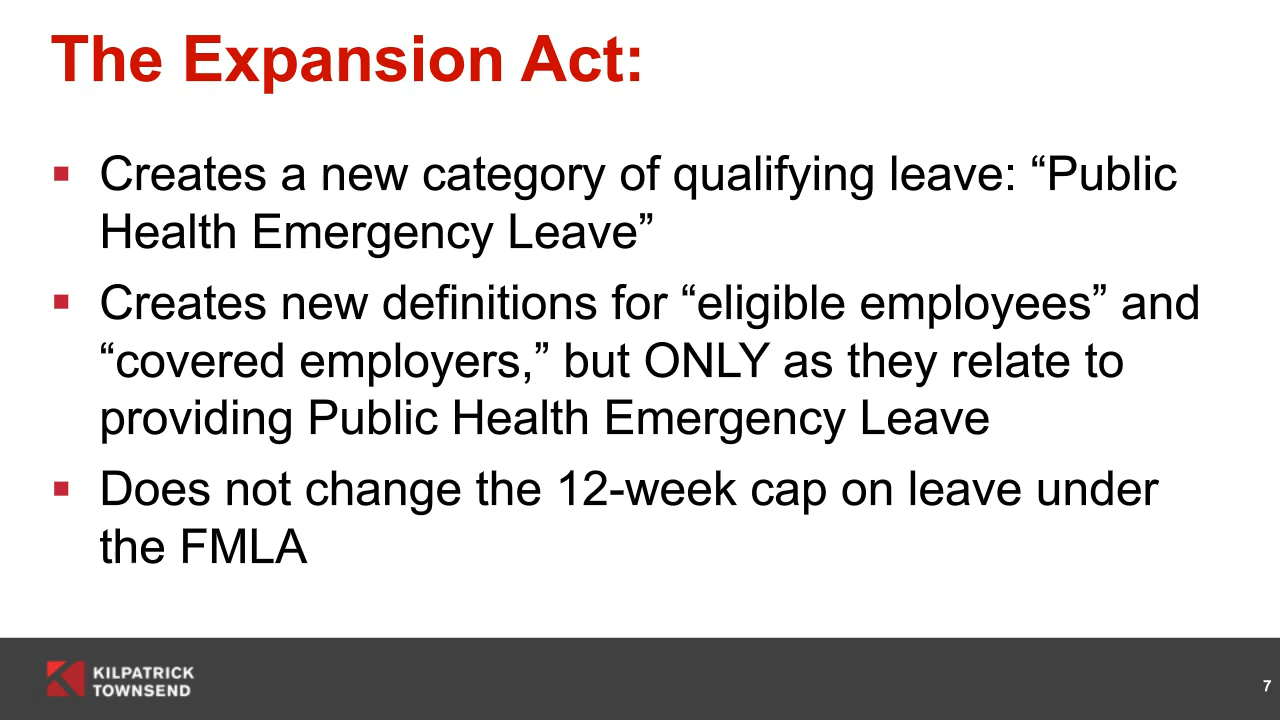 The Expansion Act:
▪ Creates a new category of qualifying leave: “Public
Health Emergency Leave”
▪ Creates new definitions for “eligible employees” and
“covered employers,” but ONLY as they relate to
providing Public Health Emergency Leave
▪ Does not change the 12-week cap on leave under
the FMLA
KILPATRICK
TOWNSEND
7